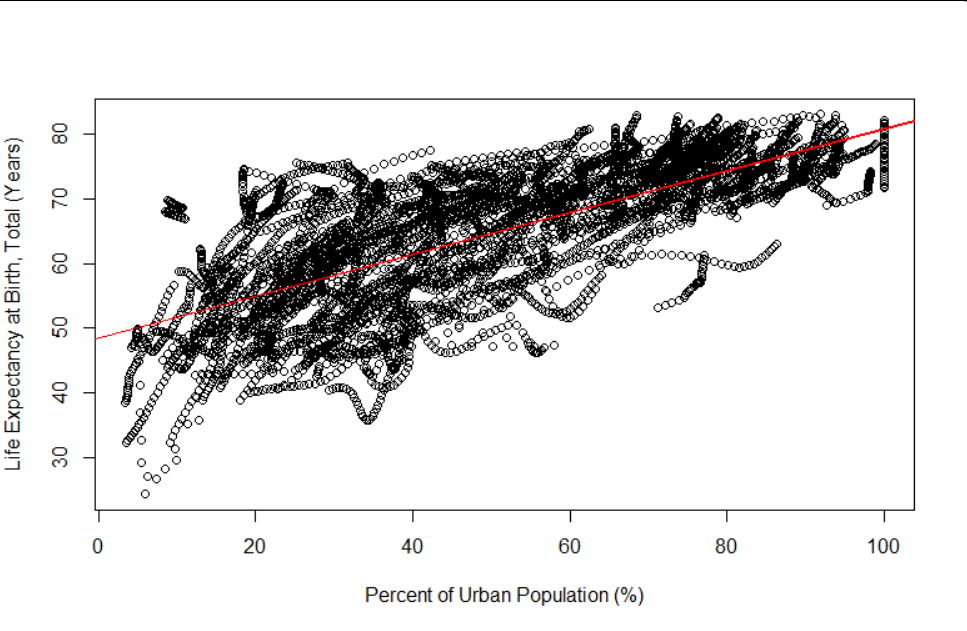 Life Expectancy at Birth, Total (Years)
80
70
60
50
40
30
0 20 40 60 80 100
Percent of Urban Population (%)